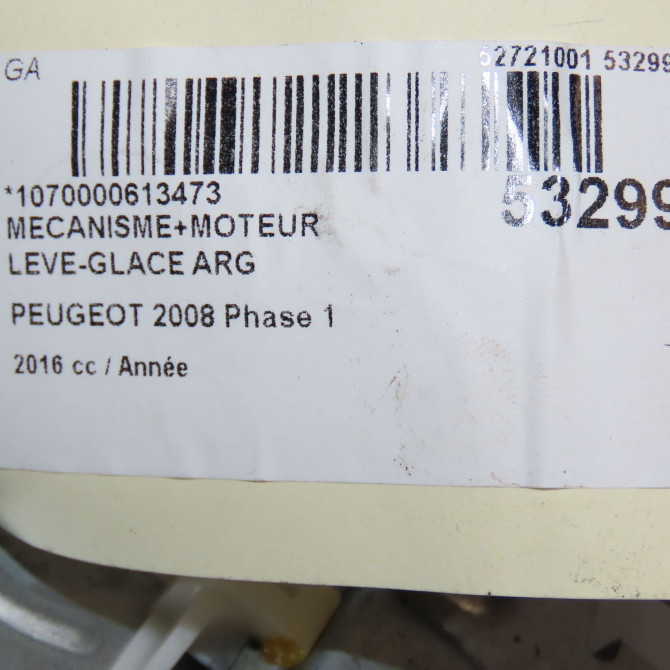 GA
52721001 53299
*1070000613473
53299
MECANISME+MOTEUR
LEVE-GLACE ARG
PEUGEOT 2008 Phase 1
2016 cc / Année